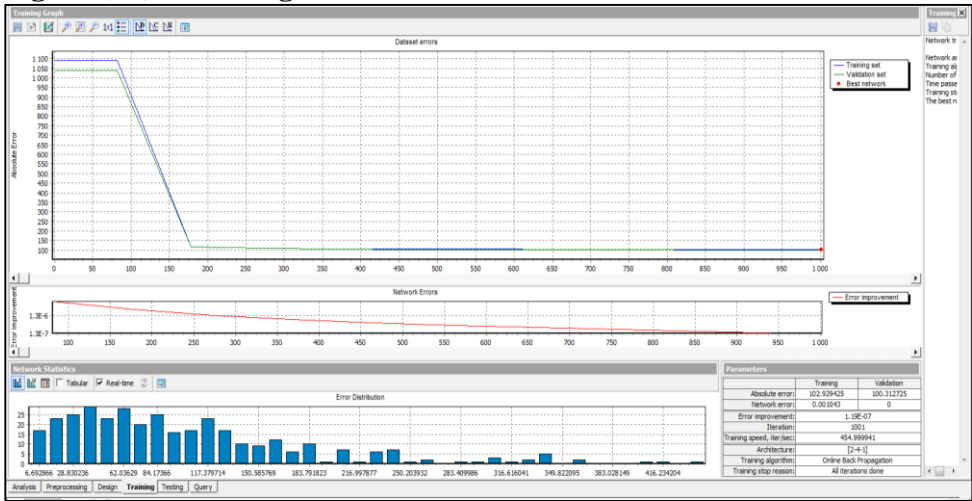 Training Graph
1:1
Dataset errors
Absolute Error
1 100
1 050
1 000
950
900
850
800
750
700
650
600
550
500
450
400
350
300
250
200
150
100
0 50 100 150 200 250 300 350 400 450 500 550 600 650 700 750 800 850 900 950 1 000
Training set
Validation set
Best network
Network Errors
Error Improvement
1.3E-6
1.3E-7
100 150 200 250 300 350 400 450 500 550 600 650 700 750 800 850 900 950 1 000
Error improvement
Network Statistics
Tabular Real-time
Error Distribution
25
20
15
10
5
0
6.692866 28.830236 62.03629 84.17366 117.379714 150.585769 183.791823 216.997877 250.203932 283.409986 316.616041 349.822095 383.028149 416.234204
Parameters
Training Validation
Absolute error: 102.929425 100.312725
Network error: 0.001043 0
Error improvement: 1.19E-07
Iteration: 1001
Training speed, iter/sec: 454.999941
Architecture: [2-4-1]
Training algorithm: Online Back Propagation
Training stop reason: All iterations done
Analysis Preprocessing Design Training Testing Query
Training
Network tr
Network ar
Training alg
Number of
Time passe
Training sto
The best n